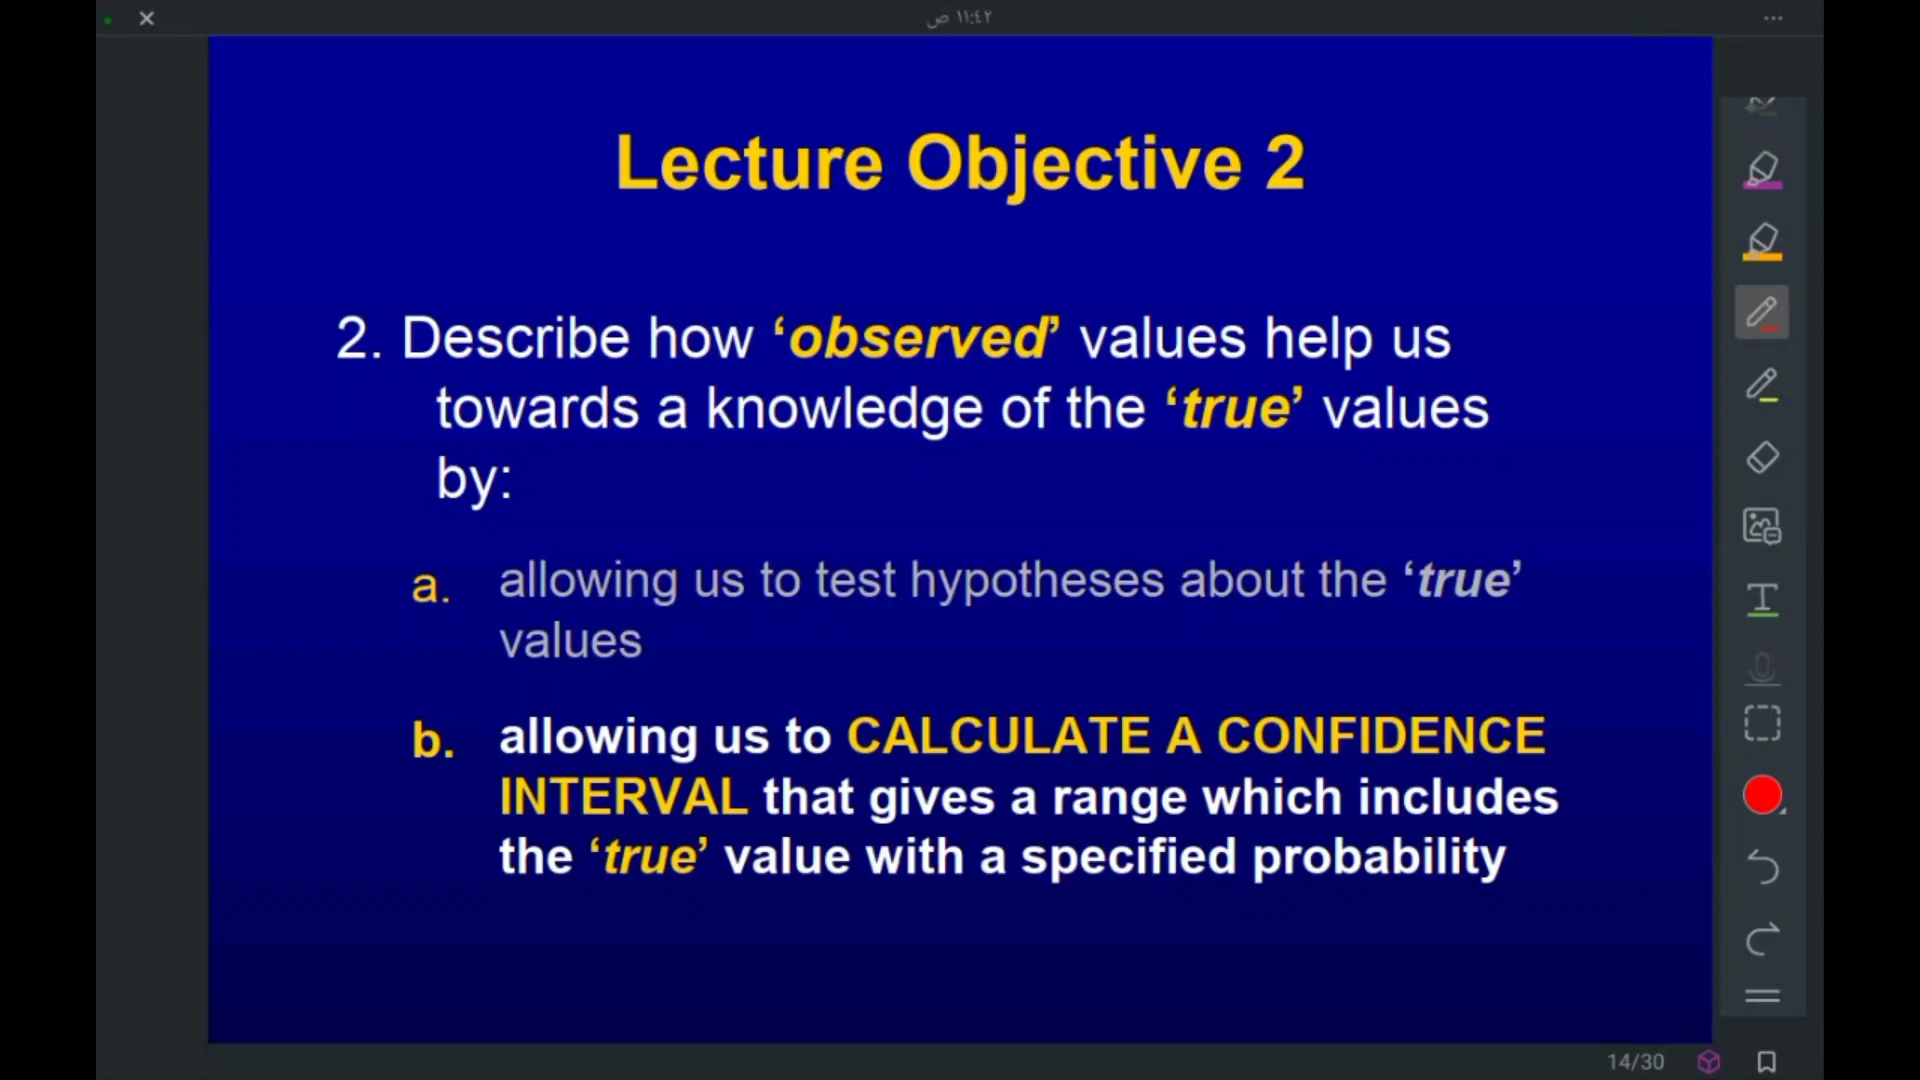 ١١:٤٢ ص
Lecture Objective 2
2. Describe how ‘observed’ values help us
towards a knowledge of the ‘true’ values
by:
a. allowing us to test hypotheses about the ‘true’
values
b. allowing us to CALCULATE A CONFIDENCE
INTERVAL that gives a range which includes
the ‘true’ value with a specified probability
14/30